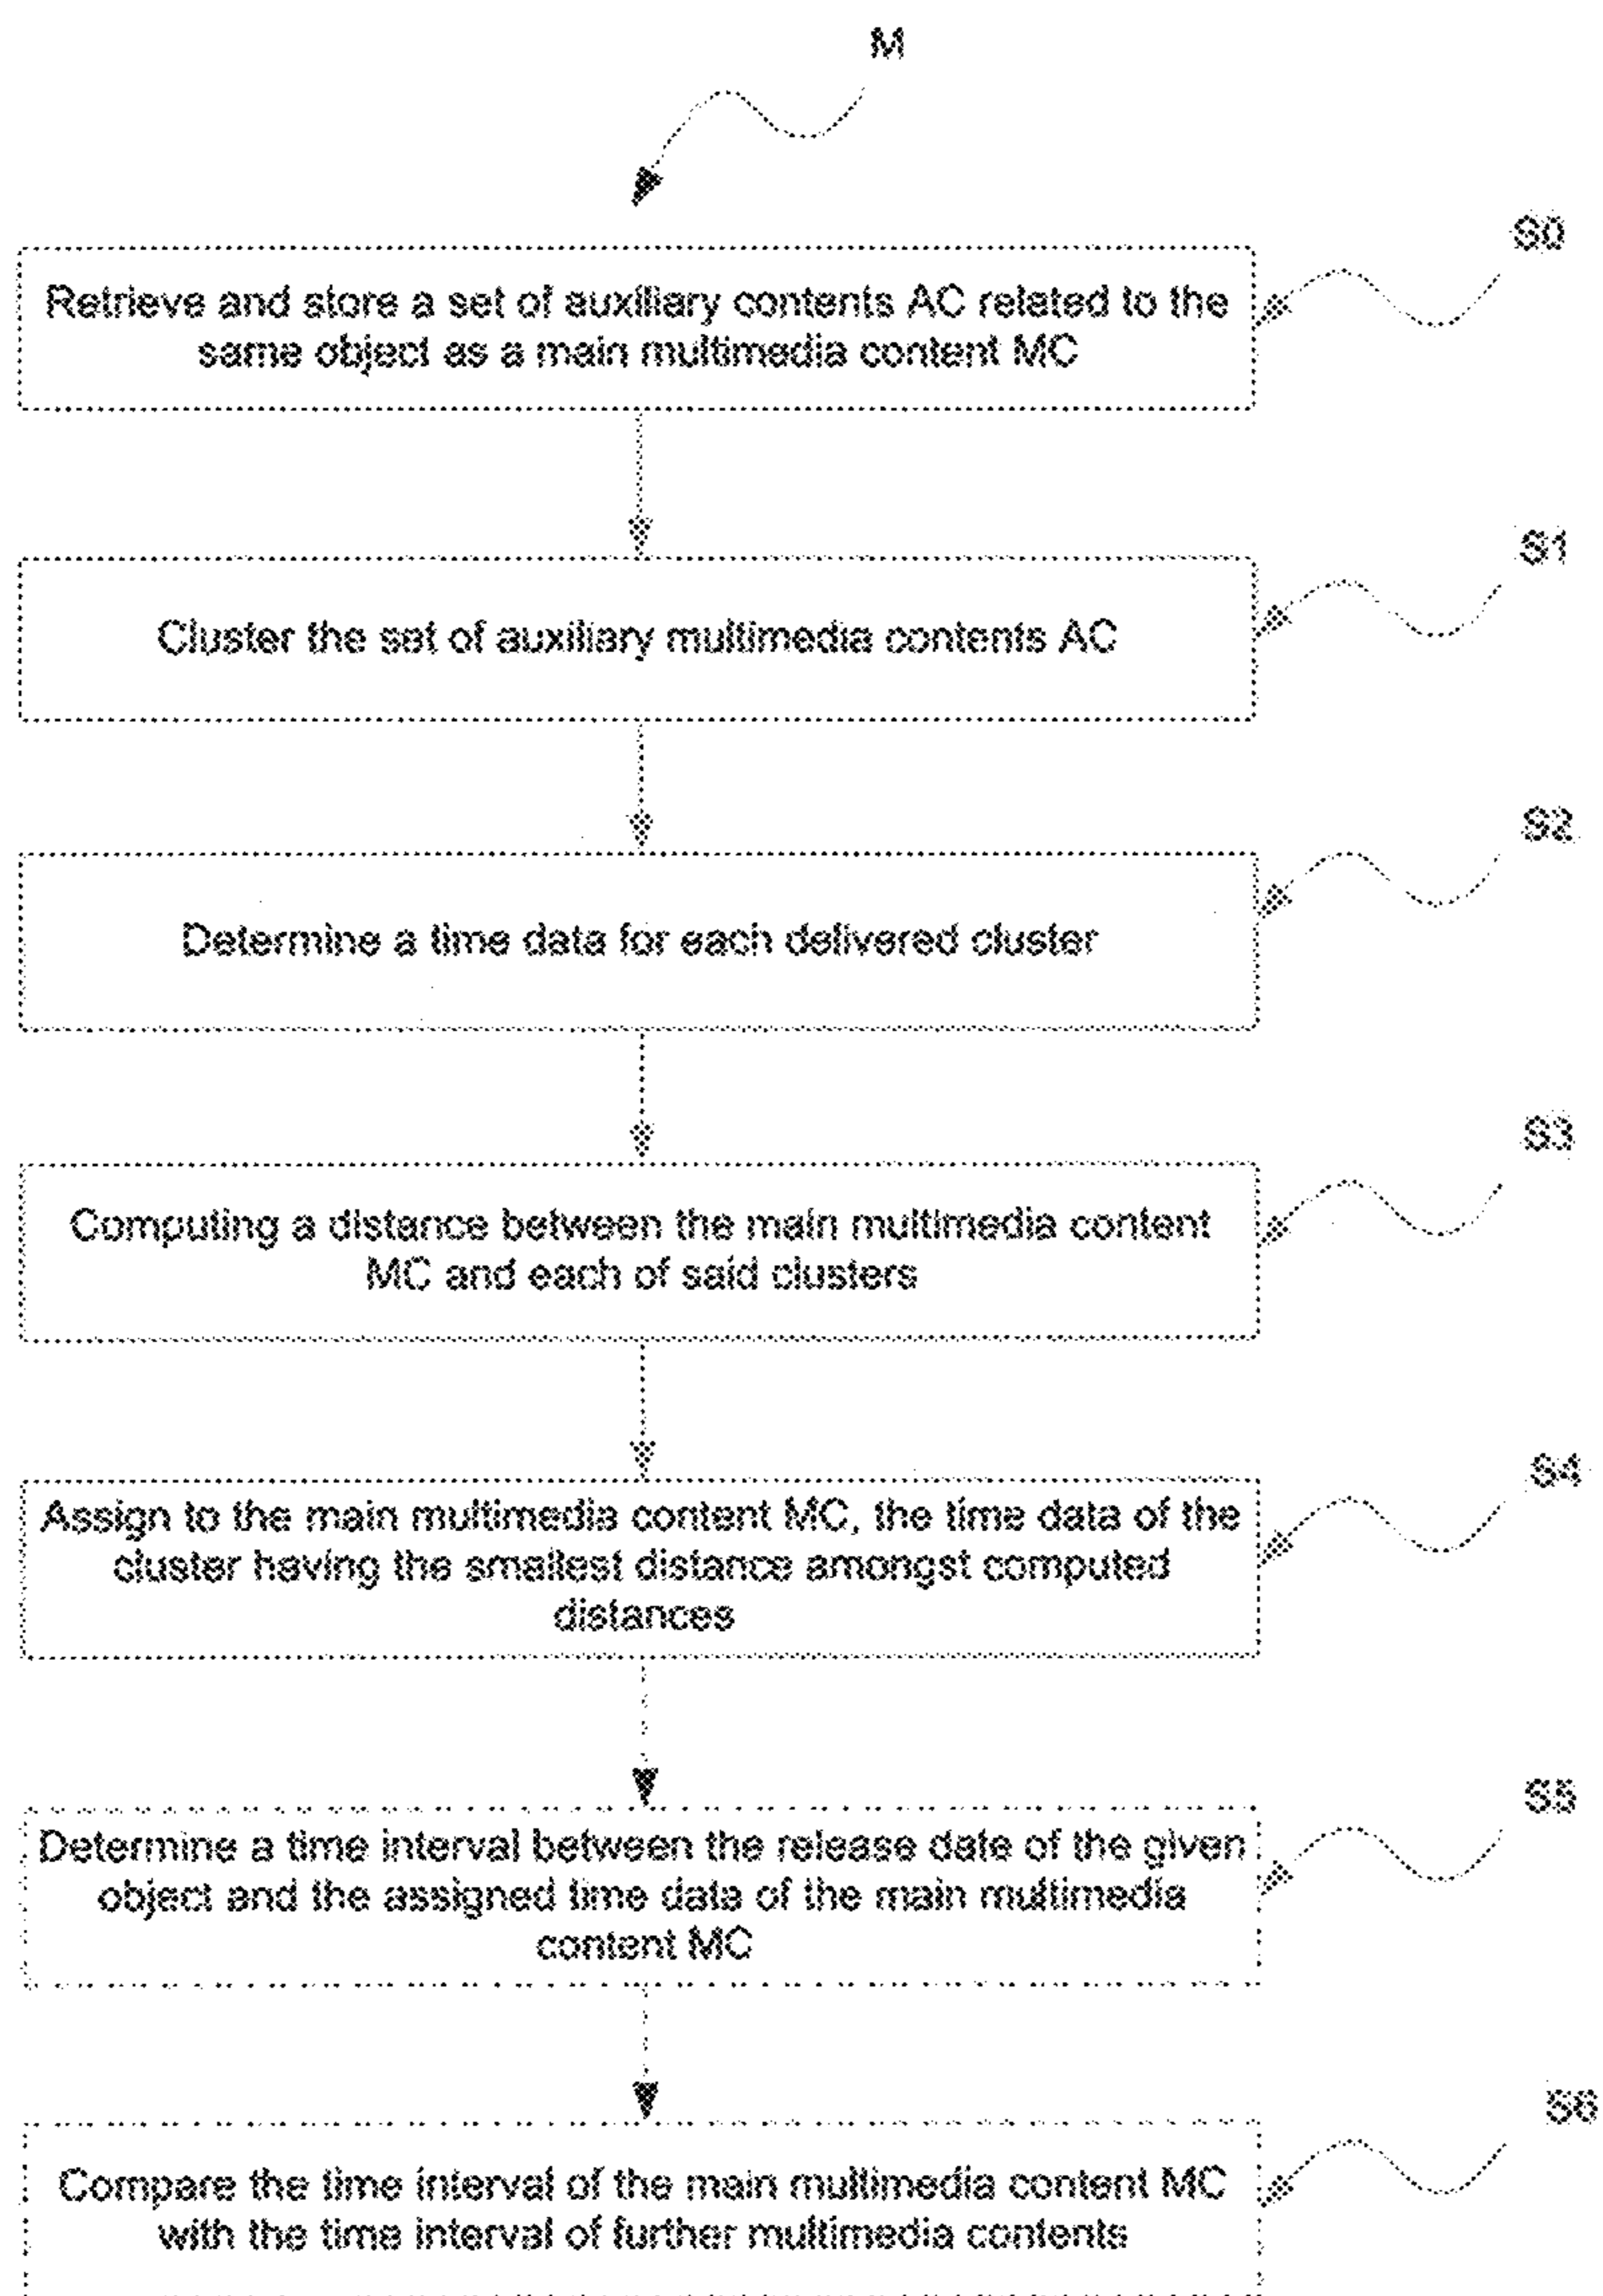 M
S0
Retrieve and store a set of auxiliary contents AC related to the
same object as a main multimedia content MC
S1
Cluster the set of auxiliary multimedia contents AC
S2
Determine a time data for each delivered cluster
S3
Computing a distance between the main multimedia content
MC and each of said clusters
S4
Assign to the main multimedia content MC, the time data of the
cluster having the smallest distance amongst computed
distances
S5
Determine a time interval between the release date of the given
object and the assigned time data of the main multimedia
content MC
S6
Compare the time interval of the main multimedia content MC
with the time interval of further multimedia contents